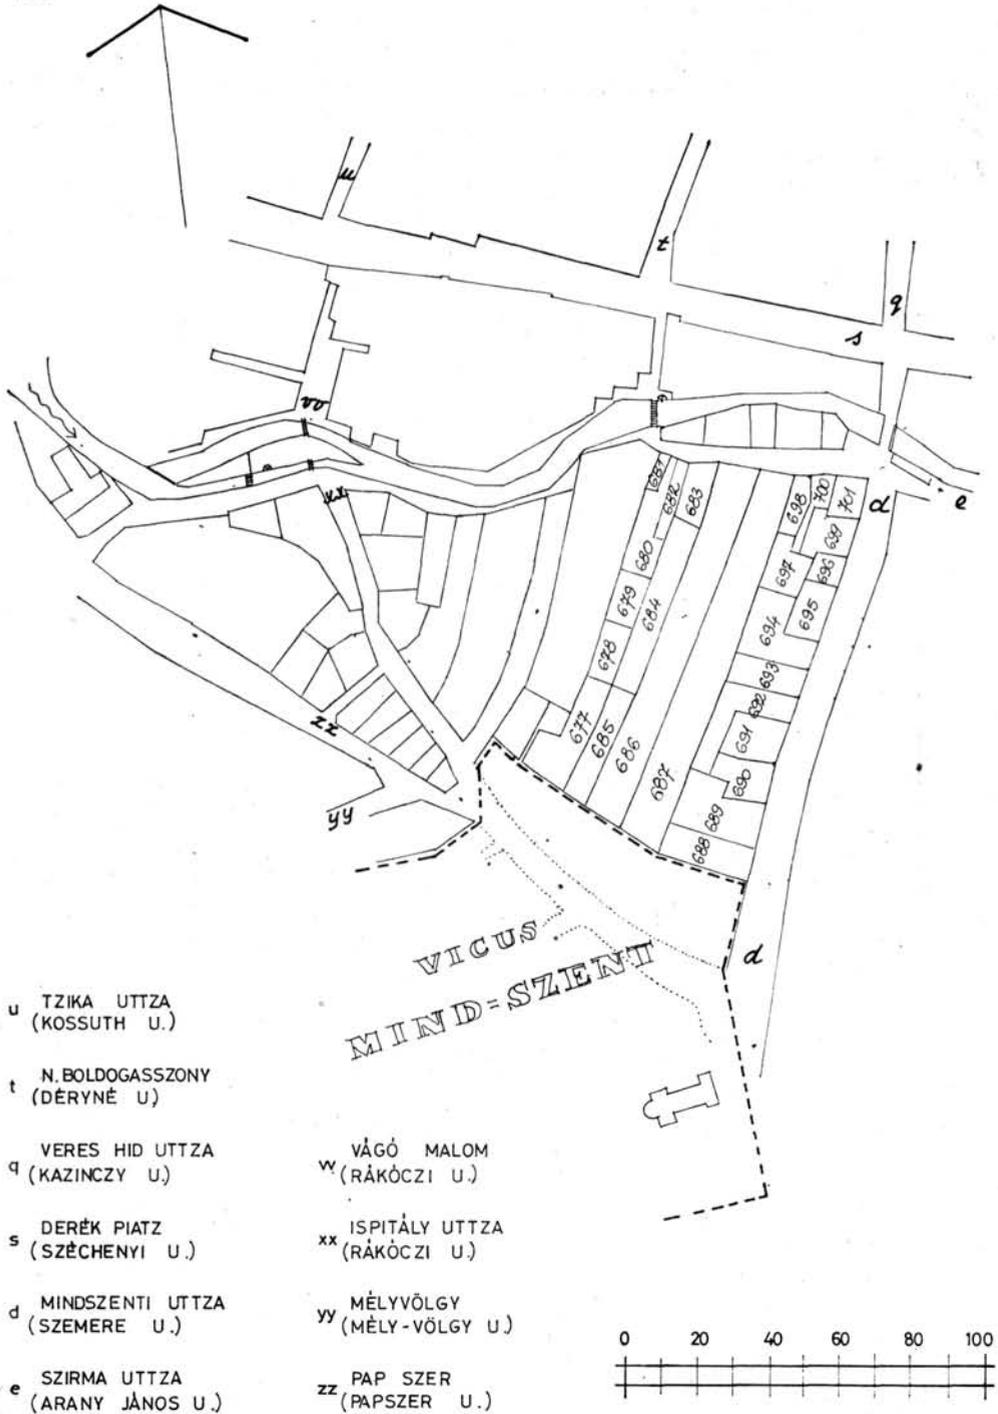 u
t
q
s
vv
xx
d
e
681
682
683
698
700
701
699
680
697
696
679
684
695
694
678
693
692
677
685
691
686
690
687
zz
689
688
yy
VICUS
MIND=SZENT
d
u TZIKA UTTZA
(KOSSUTH U.)
t N.BOLDOGASSZONY
(DÉRYNÉ U)
q VERES HID UTTZA
(KAZINCZY U.)
s DERÉK PIATZ
(SZÉCHENYI U.)
d MINDSZENTI UTTZA
(SZEMERE U.)
e SZIRMA UTTZA
(ARANY JÁNOS U.)
vv VÁGÓ MALOM
(RÁKÓCZI U.)
xx ISPITÁLY UTTZA
(RÁKÓCZI U.)
yy MÉLYVÖLGY
(MÉLY-VÖLGY U.)
zz PAP SZER
(PAPSZER U.)
0 20 40 60 80 100